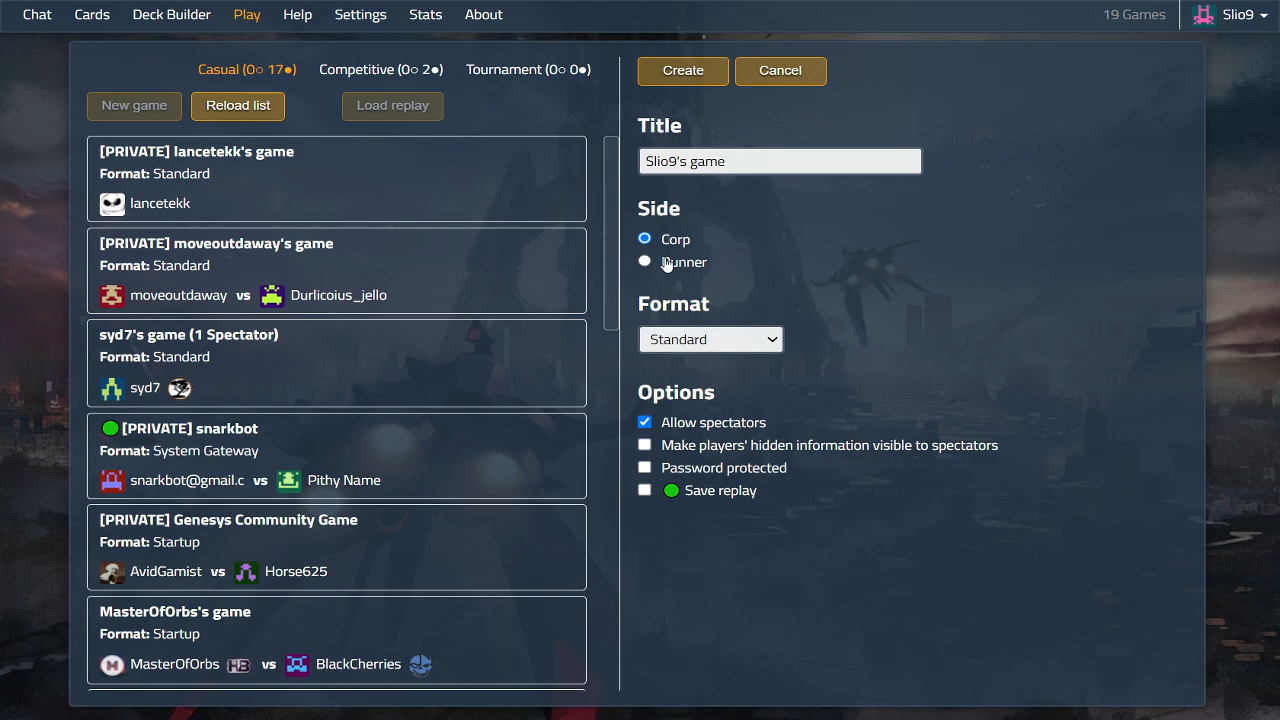 Chat Cards Deck Builder Play Help Settings Stats About 19 Games Slio9
Casual (0○ 17●) Competitive (0○ 2●) Tournament (0○ 0●)
New game Reload list Load replay
[PRIVATE] lancetekk's game
Format: Standard
lancetekk
[PRIVATE] moveoutdaway's game
Format: Standard
moveoutdaway vs Durlicoius_jello
syd7's game (1 Spectator)
Format: Standard
syd7
[PRIVATE] snarkbot
Format: System Gateway
snarkbot@gmail.c vs Pithy Name
[PRIVATE] Genesys Community Game
Format: Startup
AvidGamist vs Horse625
MasterOfOrbs's game
Format: Startup
M MasterOfOrbs HB vs BlackCherries
Create Cancel
Title
Slio9's game
Side
Corp
Runner
Format
Standard
Options
Allow spectators
Make players' hidden information visible to spectators
Password protected
Save replay